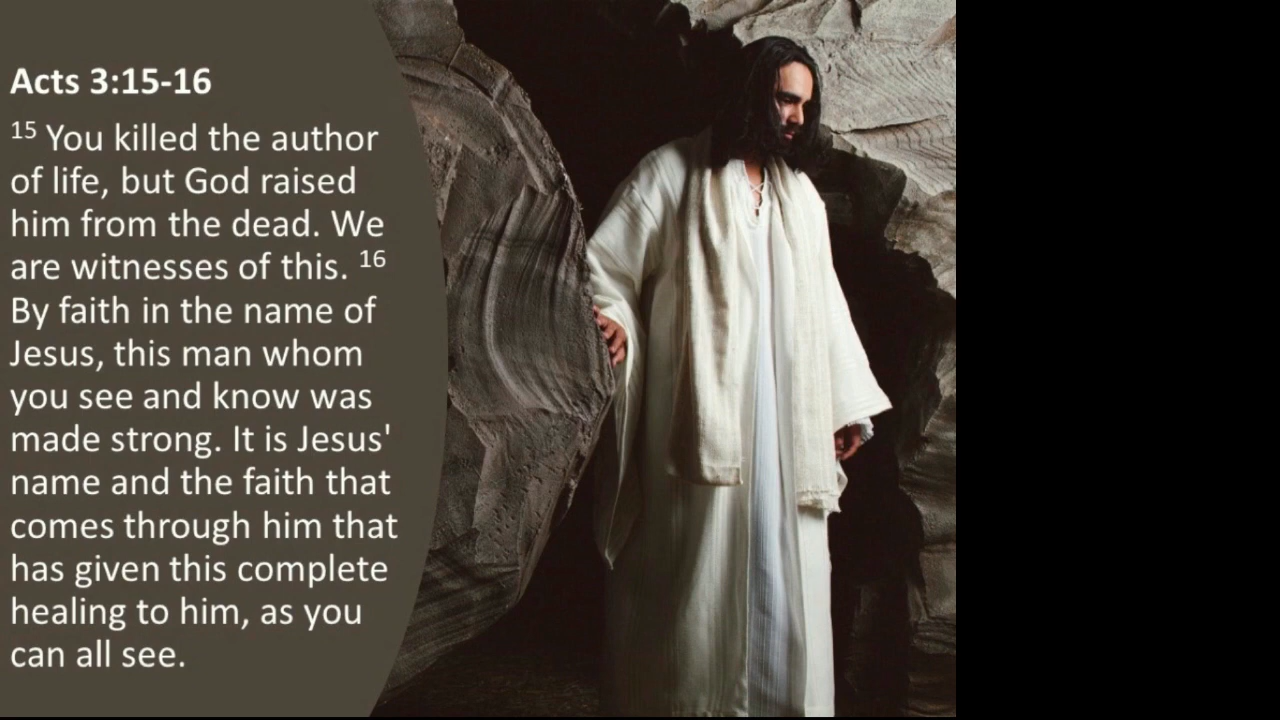 Acts 3:15-16
15 You killed the author
of life, but God raised
him from the dead. We
are witnesses of this. 16
By faith in the name of
Jesus, this man whom
you see and know was
made strong. It is Jesus'
name and the faith that
comes through him that
has given this complete
healing to him, as you
can all see.